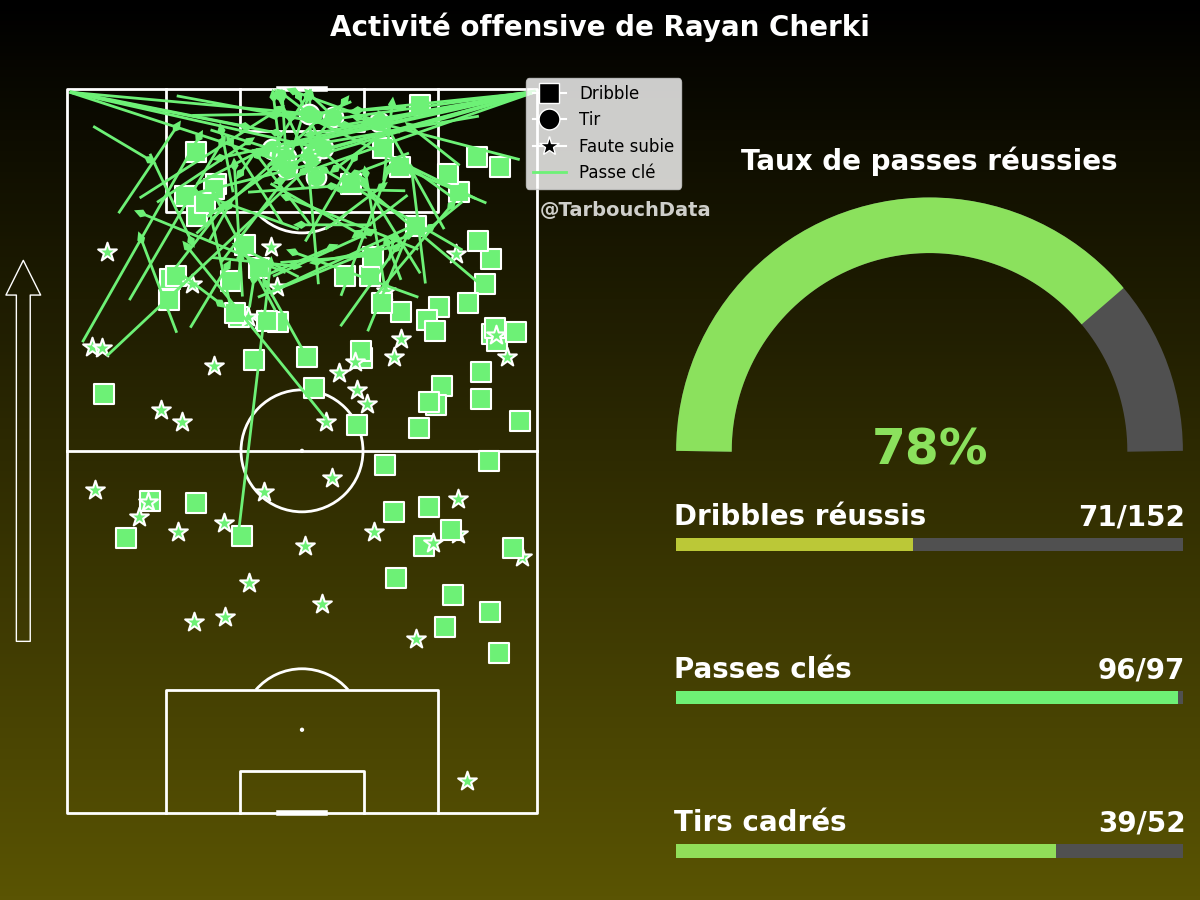 Activité offensive de Rayan Cherki
Dribble
Tir
Faute subie
Passe clé
@TarbouchData
Taux de passes réussies
78%
Dribbles réussis 71/152
Passes clés 96/97
Tirs cadrés 39/52